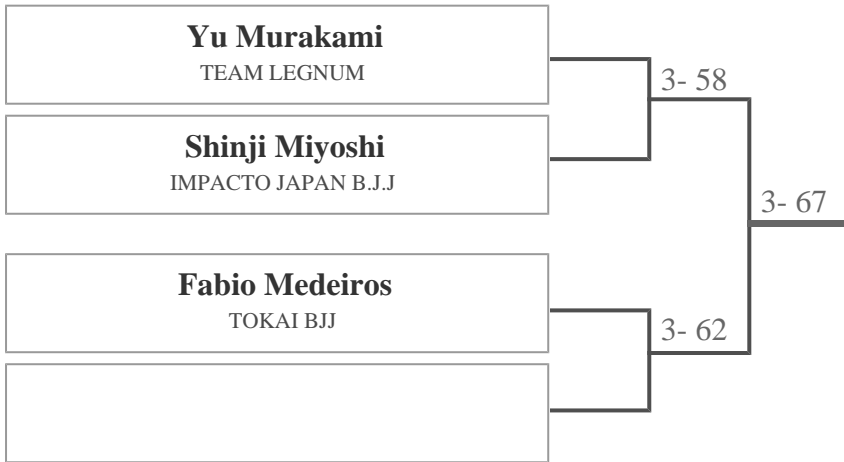 Yu Murakami
TEAM LEGNUM
3- 58
Shinji Miyoshi
IMPACTO JAPAN B.J.J
3- 67
Fabio Medeiros
TOKAI BJJ
3- 62